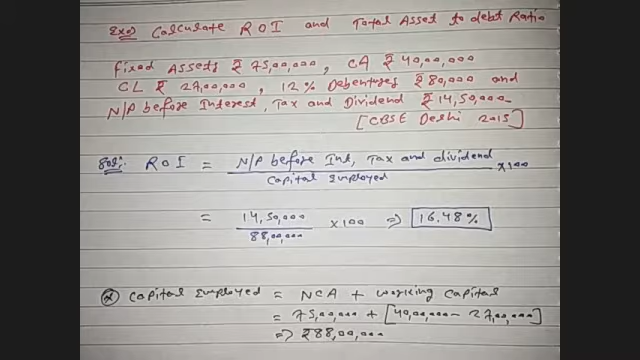 Ex② Calculate ROI and Total Asset to debt Ratio
Fixed Assets ₹ 75,00,000, CA ₹ 40,00,000
CL ₹ 27,00,000, 12% Debentures ₹ 80,000 and
N/P before Interest, Tax and Dividend ₹ 14,50,000
[CBSE Delhi 2015]
Sol: ROI = N/P before Int, Tax and dividend
Capital Employed ×100
= 14,50,000
88,00,000 ×100 ⇒ 16.48%
Capital Employed = NCA + Working Capital
= 75,00,000 + [40,00,000 - 27,00,000]
⇒ ₹ 88,00,000